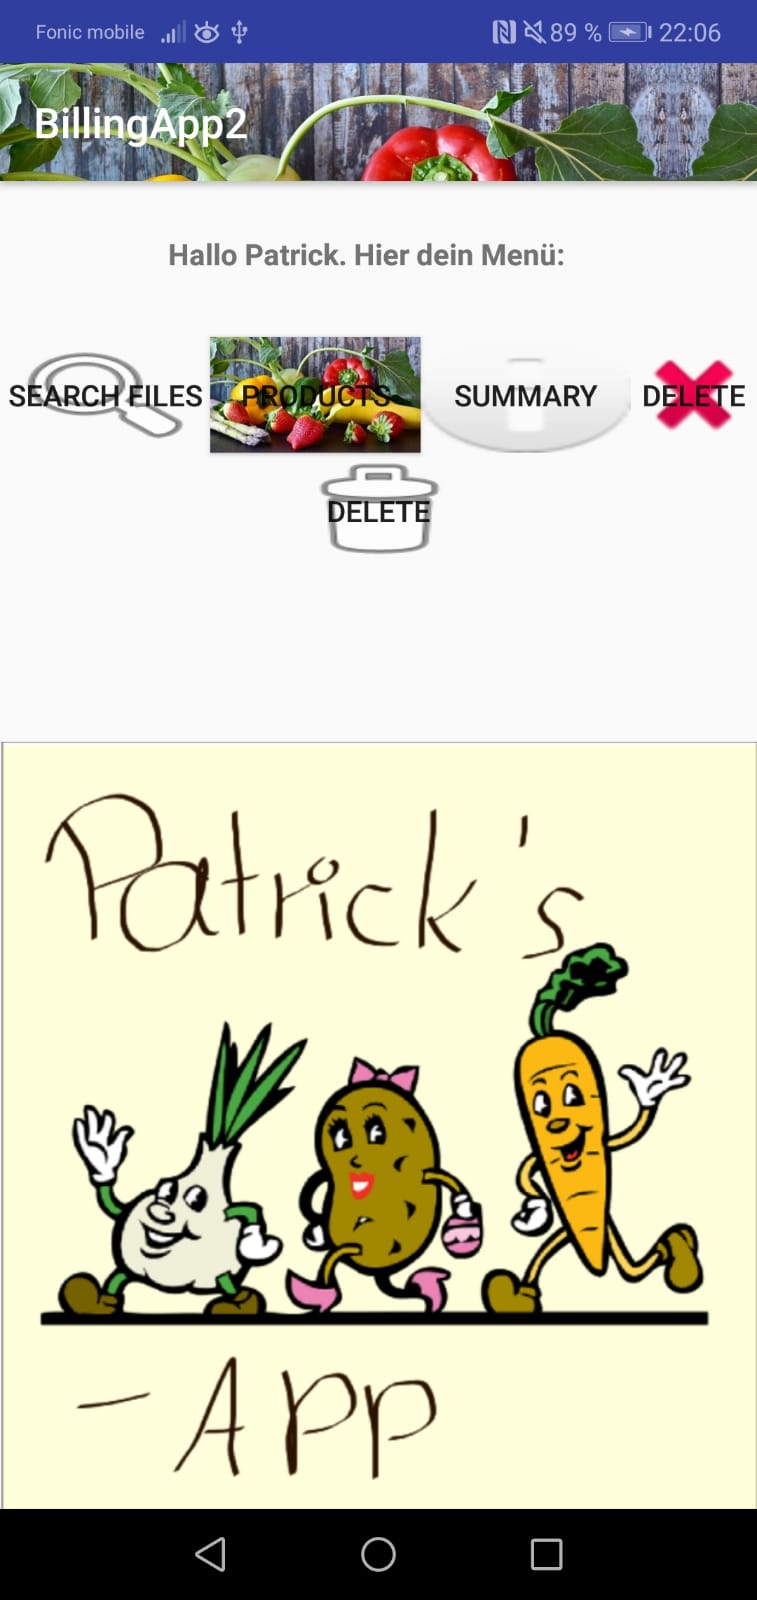 Fonic mobile 89 % 22:06
BillingApp2
Hallo Patrick. Hier dein Menü:
SEARCH FILES PRODUCTS SUMMARY DELETE
DELETE
Patrick's
- App